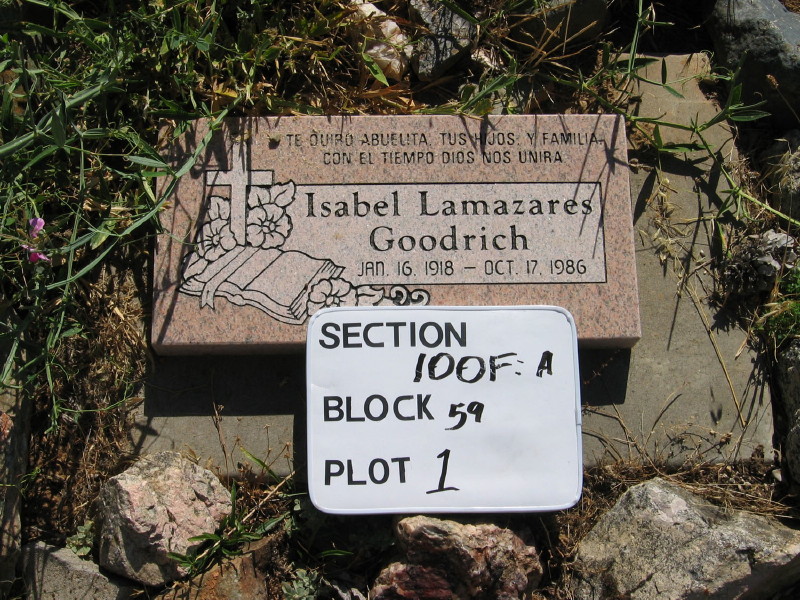 TE QUIRO ABUELITA, TUS HIJOS, Y FAMILIA,
CON EL TIEMPO DIOS NOS UNIRA
Isabel Lamazares
Goodrich
JAN. 16, 1918 – OCT. 17, 1986
SECTION
100F: A
BLOCK 59
PLOT 1